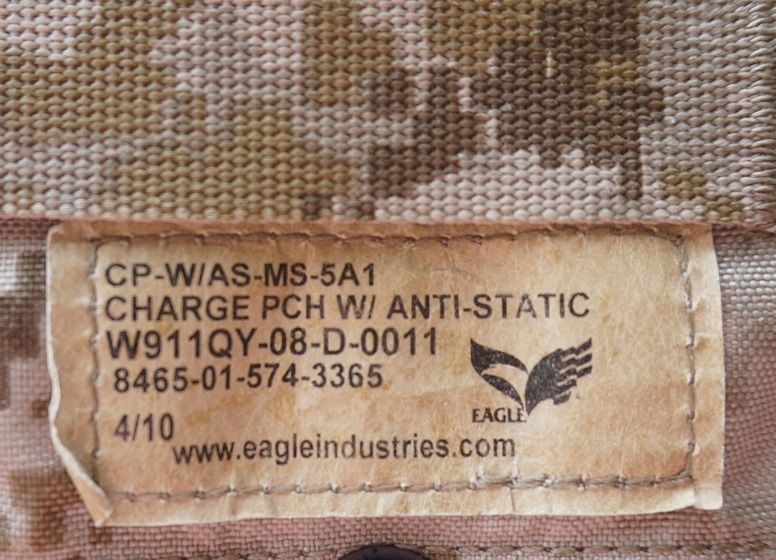 CP-W/AS-MS-5A1
CHARGE PCH W/ ANTI-STATIC
W911QY-08-D-0011
8465-01-574-3365
EAGLE
4/10
www.eagleindustries.com